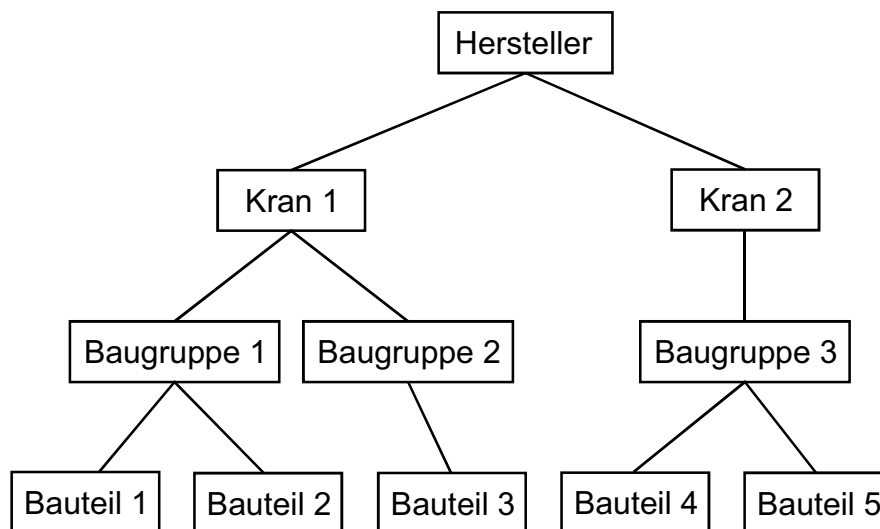 Hersteller
Kran 1
Kran 2
Baugruppe 1
Baugruppe 2
Baugruppe 3
Bauteil 1
Bauteil 2
Bauteil 3
Bauteil 4
Bauteil 5